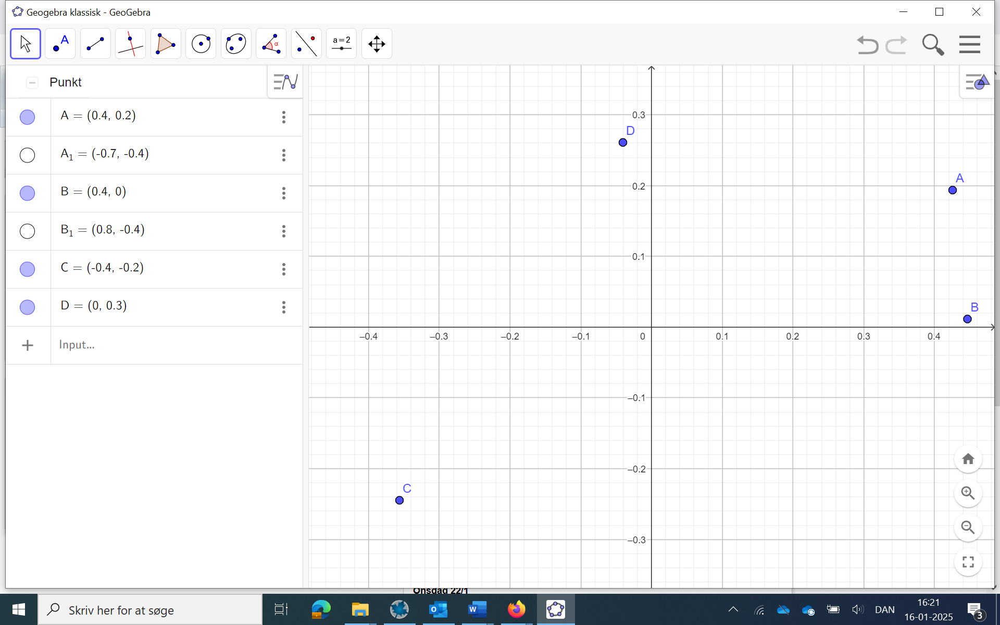 Geogebra klassisk - GeoGebra
A
α
a=2
Punkt
A = (0.4, 0.2)
A₁ = (-0.7, -0.4)
B = (0.4, 0)
B₁ = (0.8, -0.4)
C = (-0.4, -0.2)
D = (0, 0.3)
Input...
0.3
D
A
0.2
0.1
B
–0.4 –0.3 –0.2 –0.1 0 0.1 0.2 0.3 0.4
–0.1
–0.2
C
–0.3
Onsdag 22/1
Skriv her for at søge
DAN
16:21
16-01-2025
3